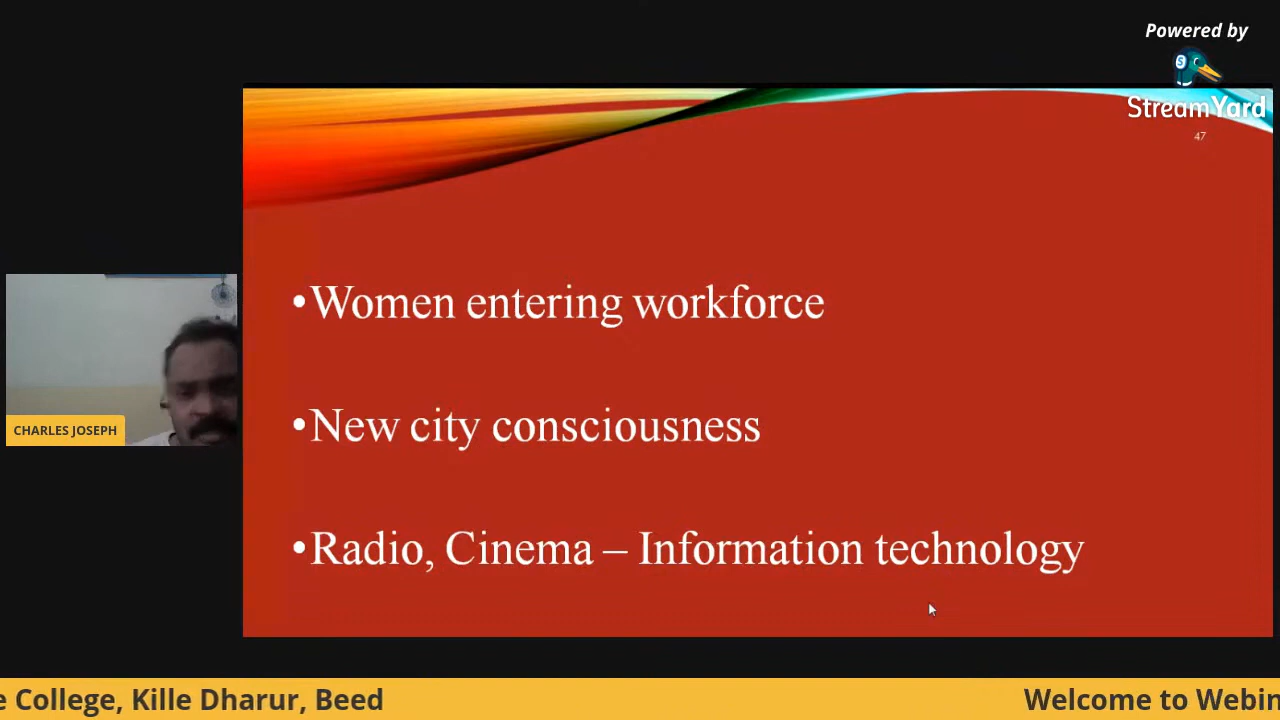 Powered by
StreamYard
47
•Women entering workforce
•New city consciousness
•Radio, Cinema – Information technology
CHARLES JOSEPH
e College, Kille Dharur, Beed
Welcome to Webin